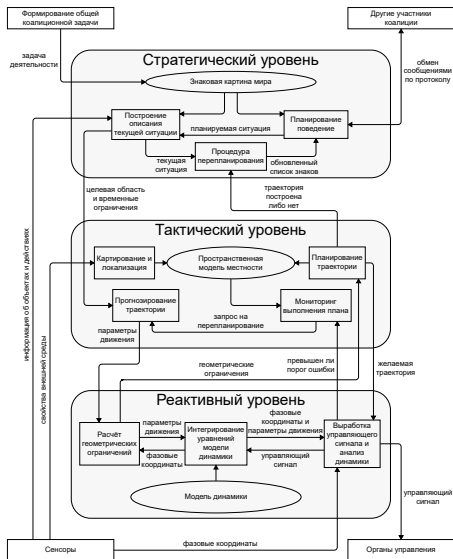 Формирование общей
коалиционной задачи
Другие участники
коалиции
задача
деятельности
Стратегический уровень
обмен
сообщениями
по протоколу
Знаковая картина мира
Построение
описания
текущей ситуации
планируемая ситуация
Планирование
поведение
Процедура
перепланирования
текущая
ситуация
обновленный
список знаков
целевая область
и временные
ограничения
траектория
построена
либо нет
Тактический уровень
Картирование и
локализация
Пространственная
модель местности
Планирование
траектории
Прогнозирование
траектории
запрос на
перепланирование
Мониторинг
выполнения плана
параметры
движения
геометрические
ограничения
превышен ли
порог ошибки
желаемая
траектория
информация об объектах и действиях
свойства внешней среды
Реактивный уровень
Расчёт
геометрических
ограничений
параметры
движения
фазовые
координаты
Интегрирование
уравнений
модели
динамики
фазовые
координаты и
параметры движения
управляющий
сигнал
Выработка
управляющего
сигнала и
анализ
динамики
Модель динамики
управляющий
сигнал
Сенсоры
фазовые координаты
Органы управления